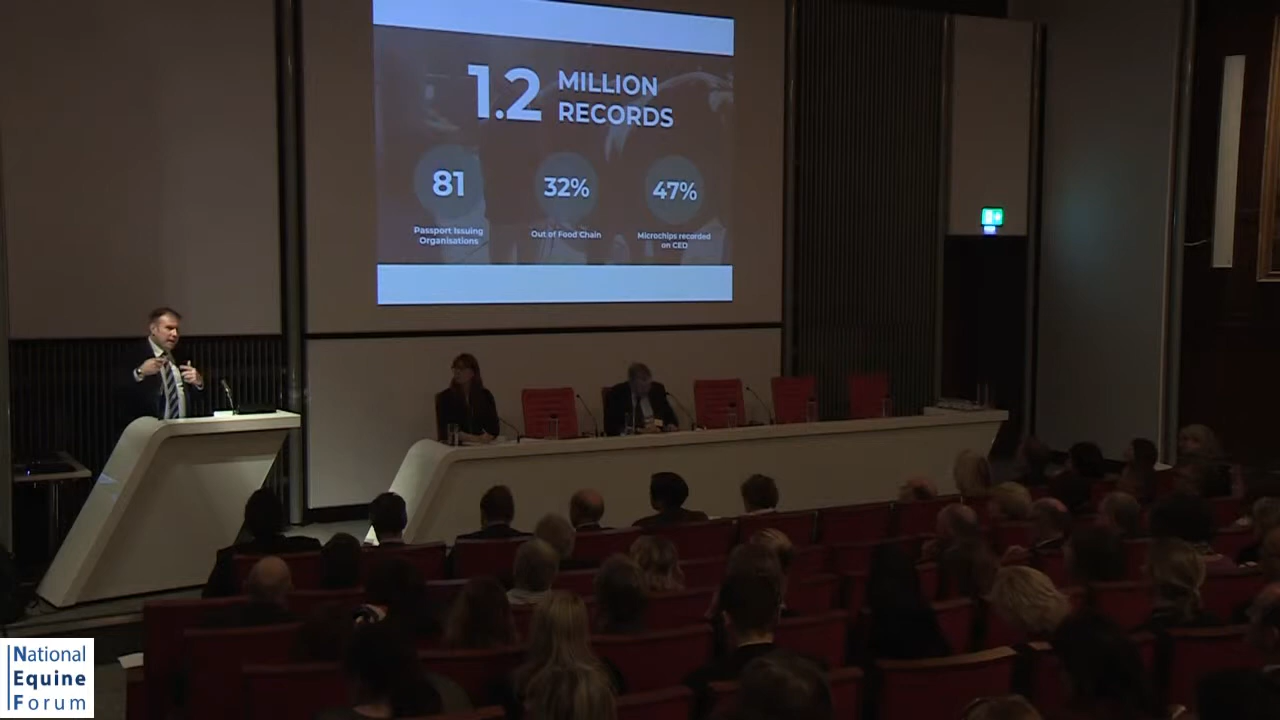 1.2
MILLION
RECORDS
81
32%
47%
Passport Issuing
Organisations
Out of Food Chain
Microchips recorded
on CED
National
Equine
Forum